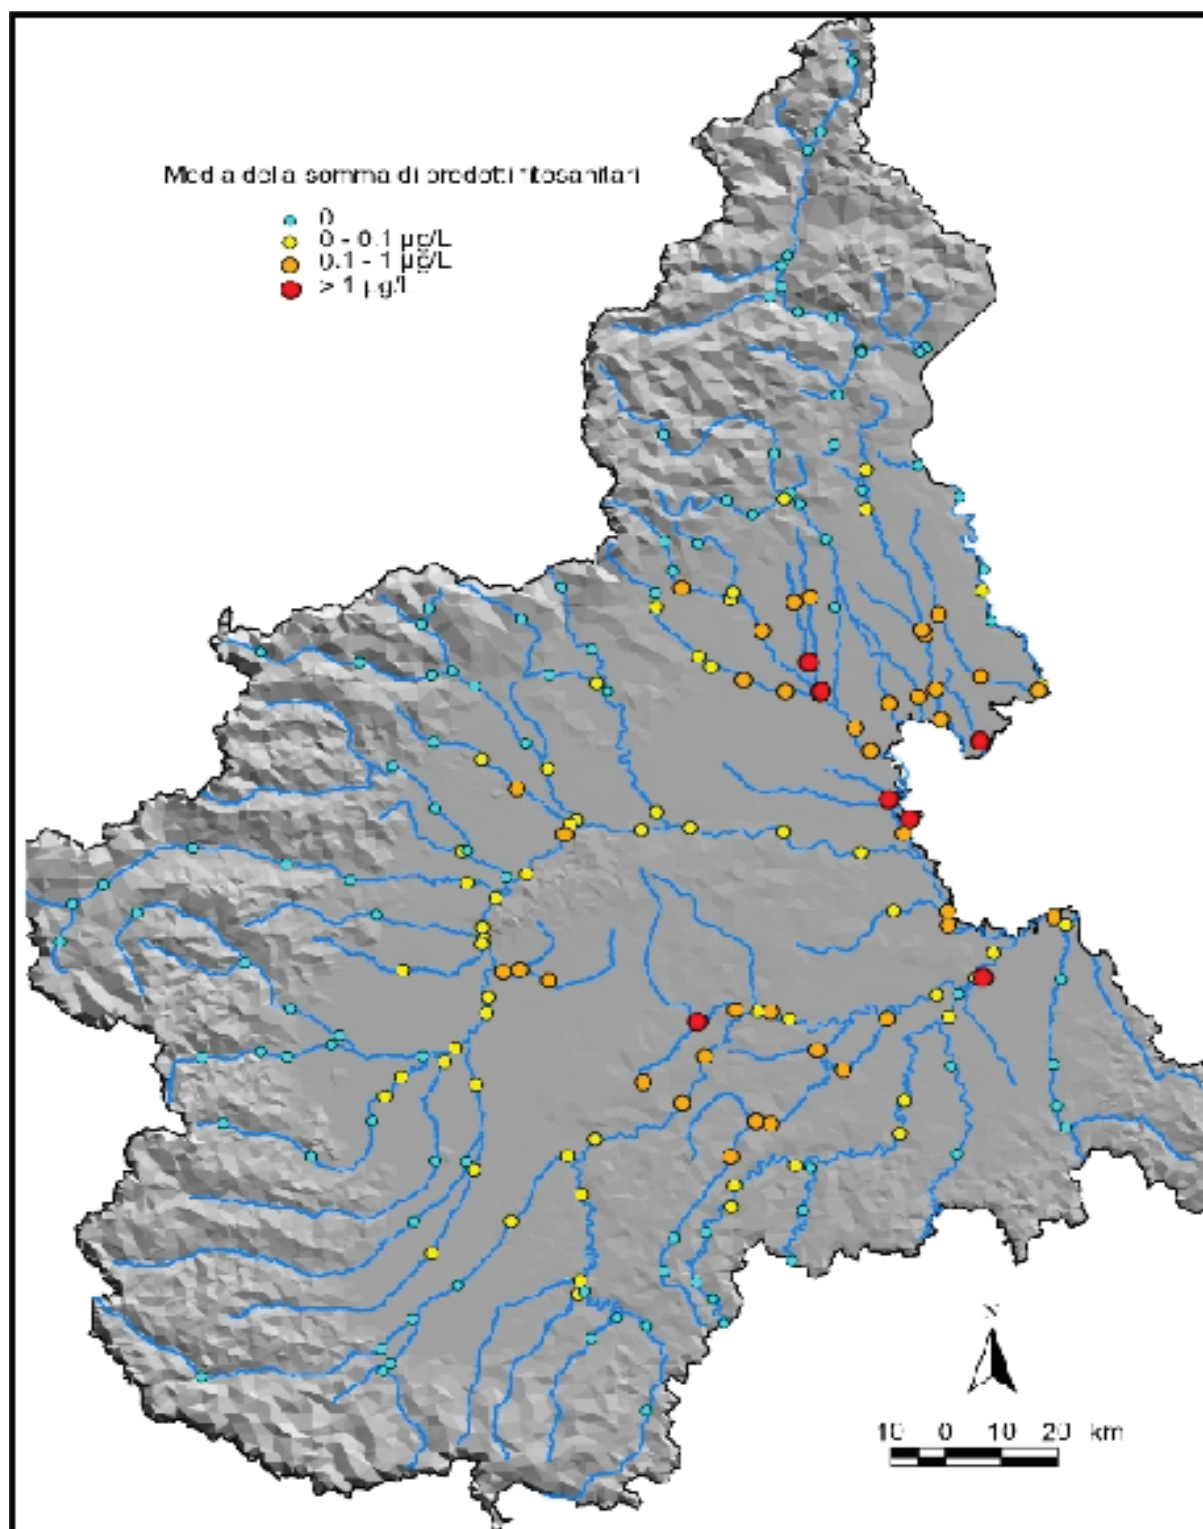 Media della somma di prodotti fitosanitari
0
0 - 0.1 µg/L
0.1 - 1 µg/L
> 1 µg/L
N
10 0 10 20 km